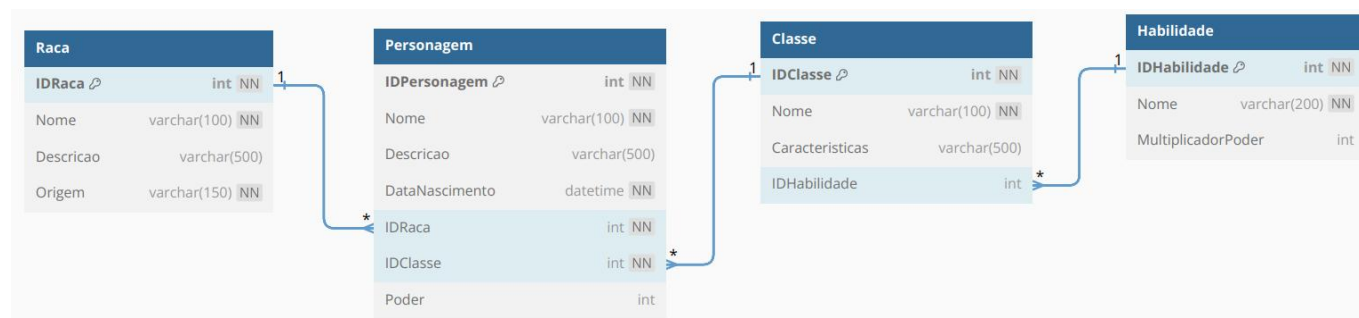 Raca
IDRaca int NN
Nome varchar(100) NN
Descricao varchar(500)
Origem varchar(150) NN
1
*
Personagem
IDPersonagem int NN
Nome varchar(100) NN
Descricao varchar(500)
DataNascimento datetime NN
IDRaca int NN
IDClasse int NN
Poder int
*
1
Classe
IDClasse int NN
Nome varchar(100) NN
Caracteristicas varchar(500)
IDHabilidade int
*
1
Habilidade
IDHabilidade int NN
Nome varchar(200) NN
MultiplicadorPoder int